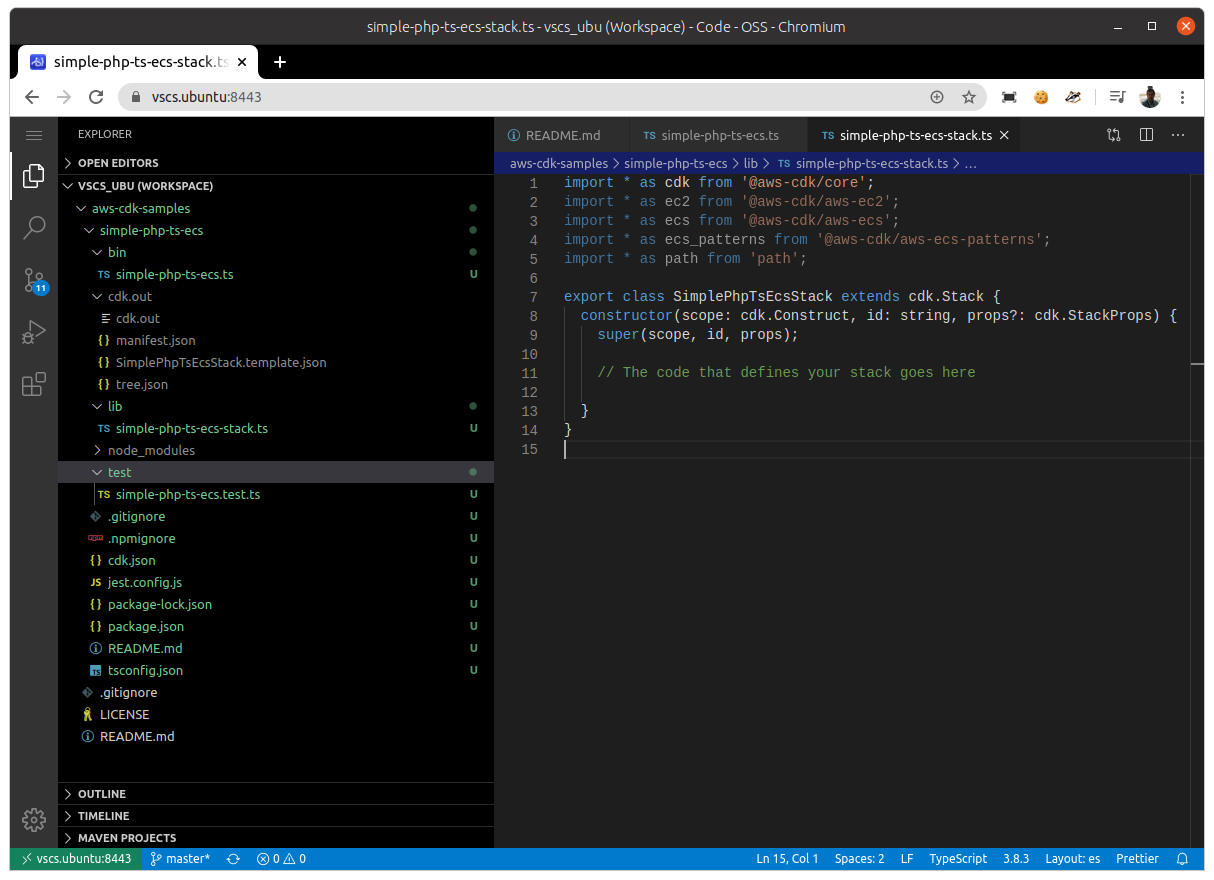 simple-php-ts-ecs-stack.ts - vscs_ubu (Workspace) - Code - OSS - Chromium
simple-php-ts-ecs-stack.ts
vscs.ubuntu:8443
EXPLORER
OPEN EDITORS
VSCS_UBU (WORKSPACE)
aws-cdk-samples
simple-php-ts-ecs
bin
TS simple-php-ts-ecs.ts U
11
cdk.out
cdk.out
{} manifest.json
{} SimplePhpTsEcsStack.template.json
{} tree.json
lib
TS simple-php-ts-ecs-stack.ts U
node_modules
test
TS simple-php-ts-ecs.test.ts U
.gitignore U
npm .npmignore U
{} cdk.json U
JS jest.config.js U
{} package-lock.json U
{} package.json U
README.md U
TS tsconfig.json U
.gitignore
LICENSE
README.md
OUTLINE
TIMELINE
MAVEN PROJECTS
README.md
TS simple-php-ts-ecs.ts
TS simple-php-ts-ecs-stack.ts
aws-cdk-samples > simple-php-ts-ecs > lib > TS simple-php-ts-ecs-stack.ts > ...
1 import * as cdk from '@aws-cdk/core';
2 import * as ec2 from '@aws-cdk/aws-ec2';
3 import * as ecs from '@aws-cdk/aws-ecs';
4 import * as ecs_patterns from '@aws-cdk/aws-ecs-patterns';
5 import * as path from 'path';
6
7 export class SimplePhpTsEcsStack extends cdk.Stack {
8 constructor(scope: cdk.Construct, id: string, props?: cdk.StackProps) {
9 super(scope, id, props);
10
11 // The code that defines your stack goes here
12
13 }
14 }
15
vscs.ubuntu:8443 master* 0 0 Ln 15, Col 1 Spaces: 2 LF TypeScript 3.8.3 Layout: es Prettier